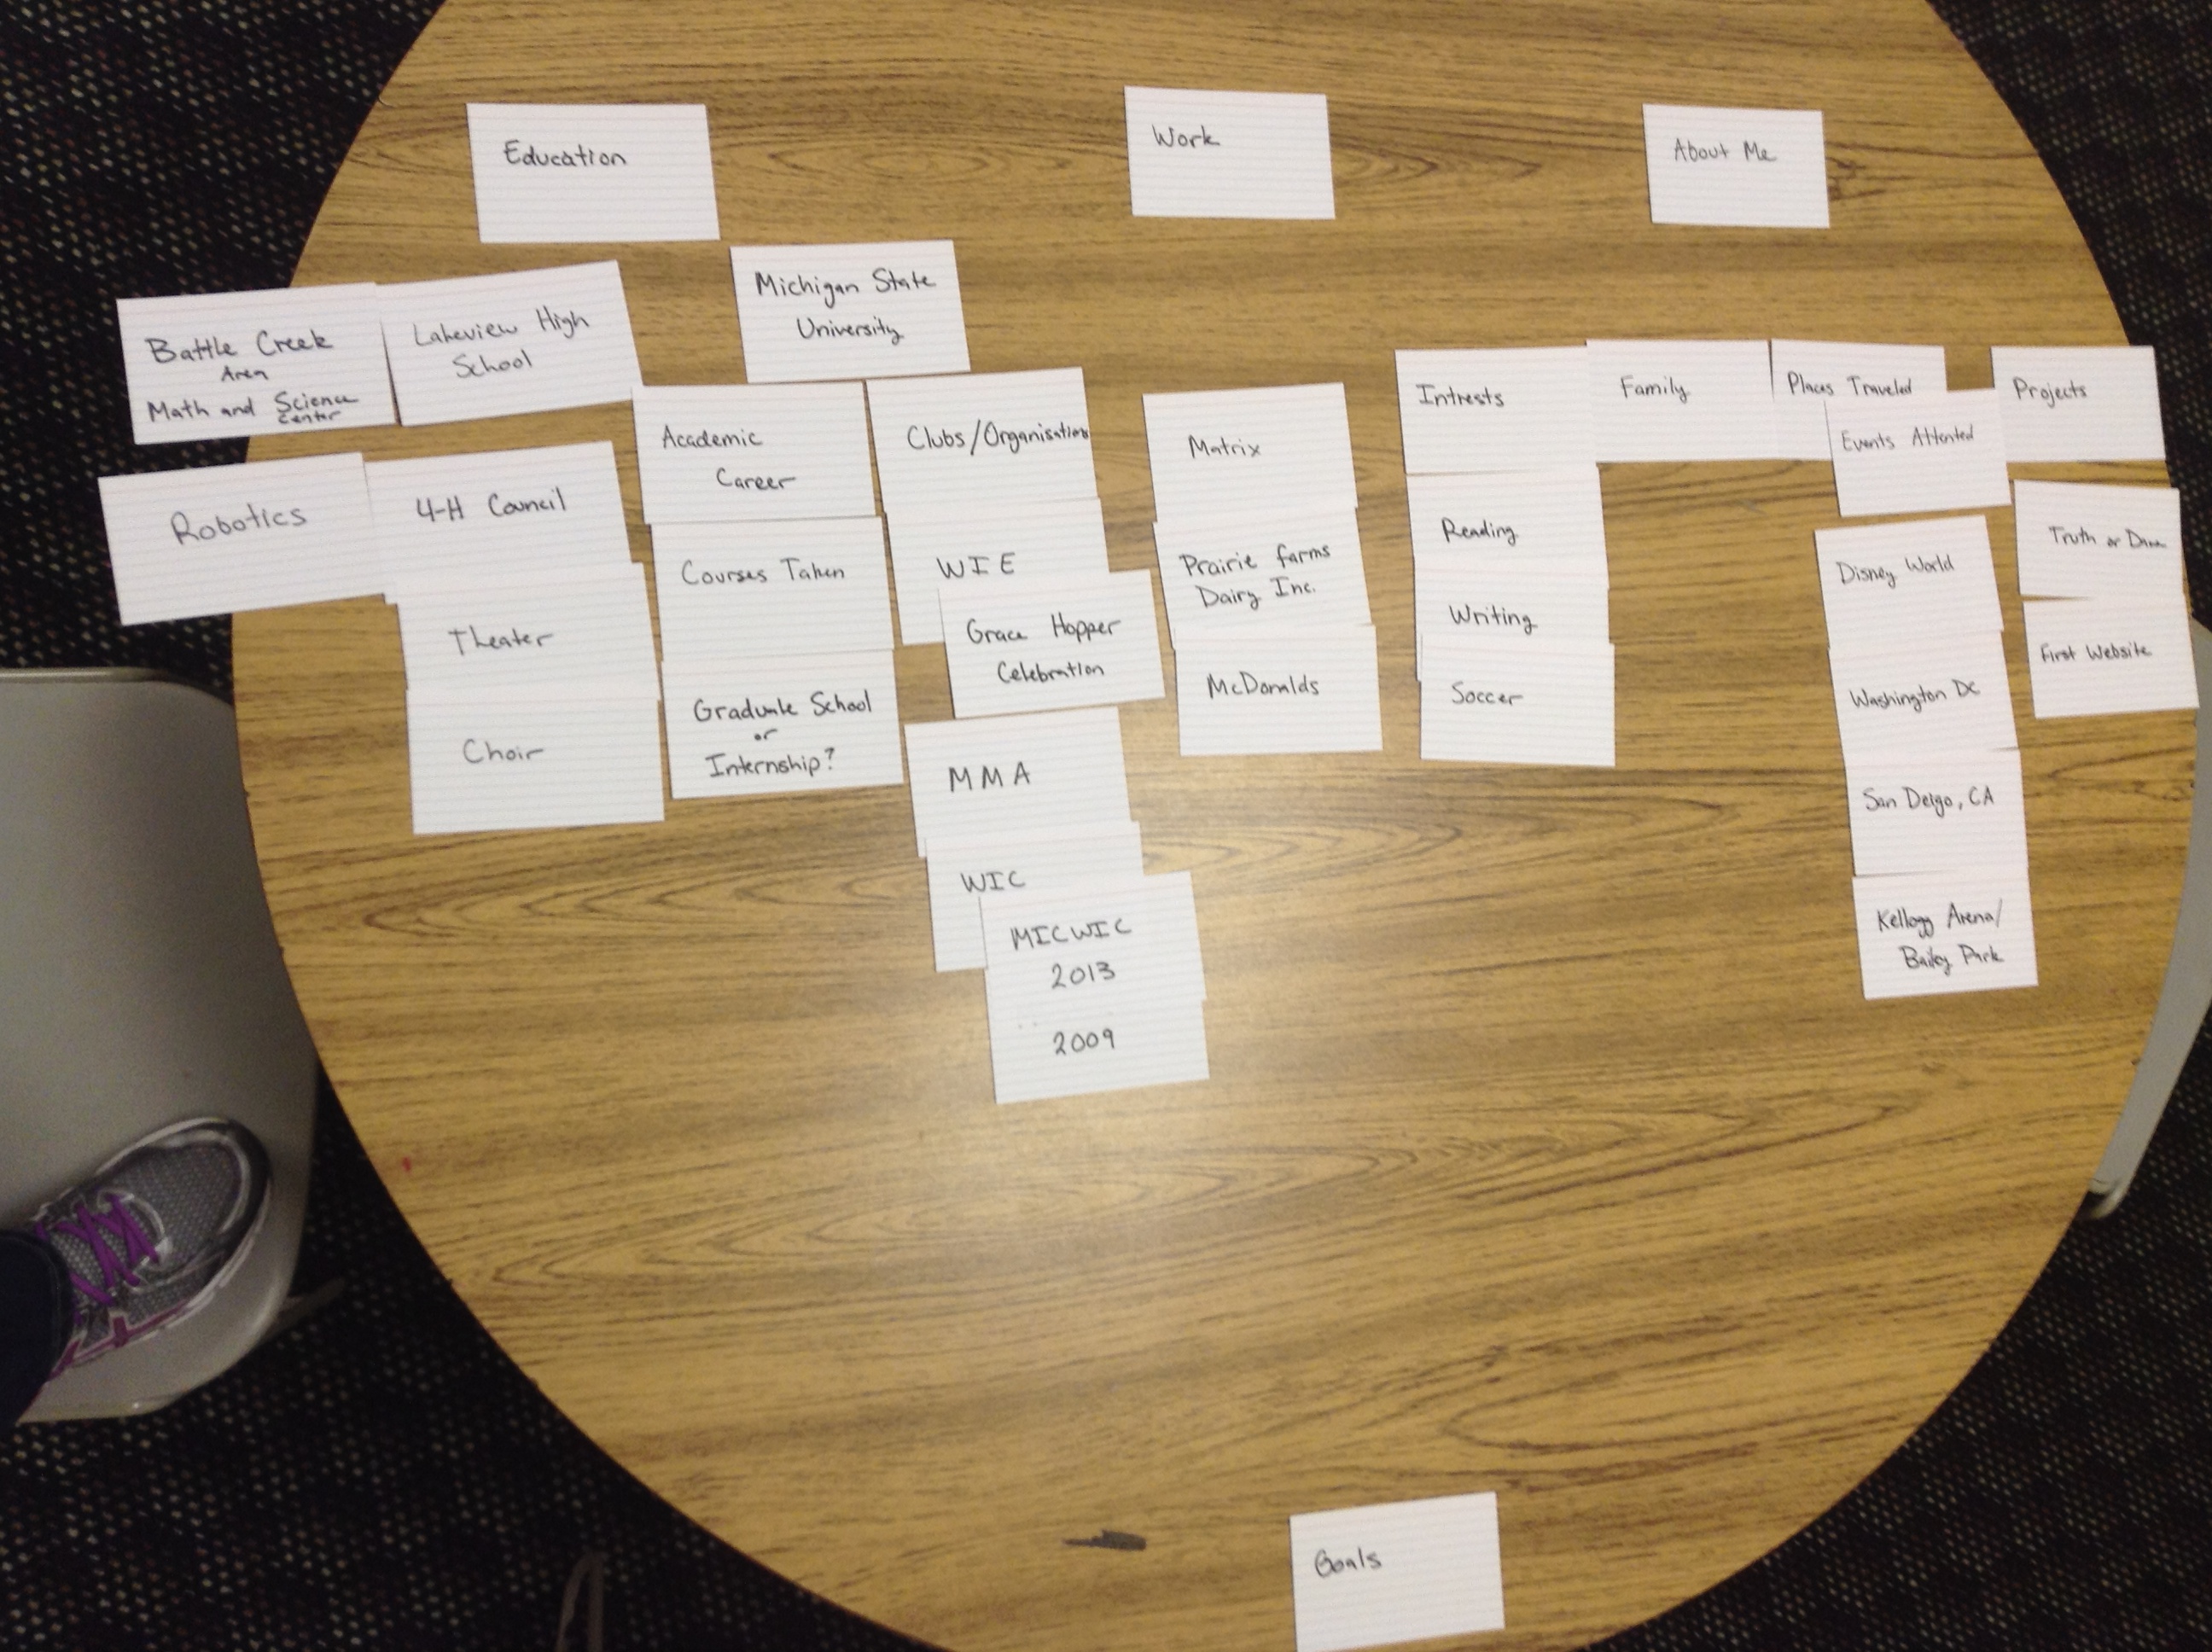 Education
Work
About Me
Michigan State
University
Battle Creek
Area
Math and Science
Center
Lakeview High
School
Robotics
4-H Council
Theater
Choir
Academic
Career
Courses Taken
Graduate School
or
Internship?
Clubs/Organisations
WIE
Grace Hopper
Celebration
MMA
WIC
MICWIC
2013
2009
Matrix
Prairie farms
Dairy Inc.
McDonalds
Intrests
Reading
Writing
Soccer
Family
Places Traveled
Events Attented
Disney World
Washington DC
San Deigo, CA
Kellogg Arena/
Bailey Park
Projects
Truth or Dare
First Website
Goals